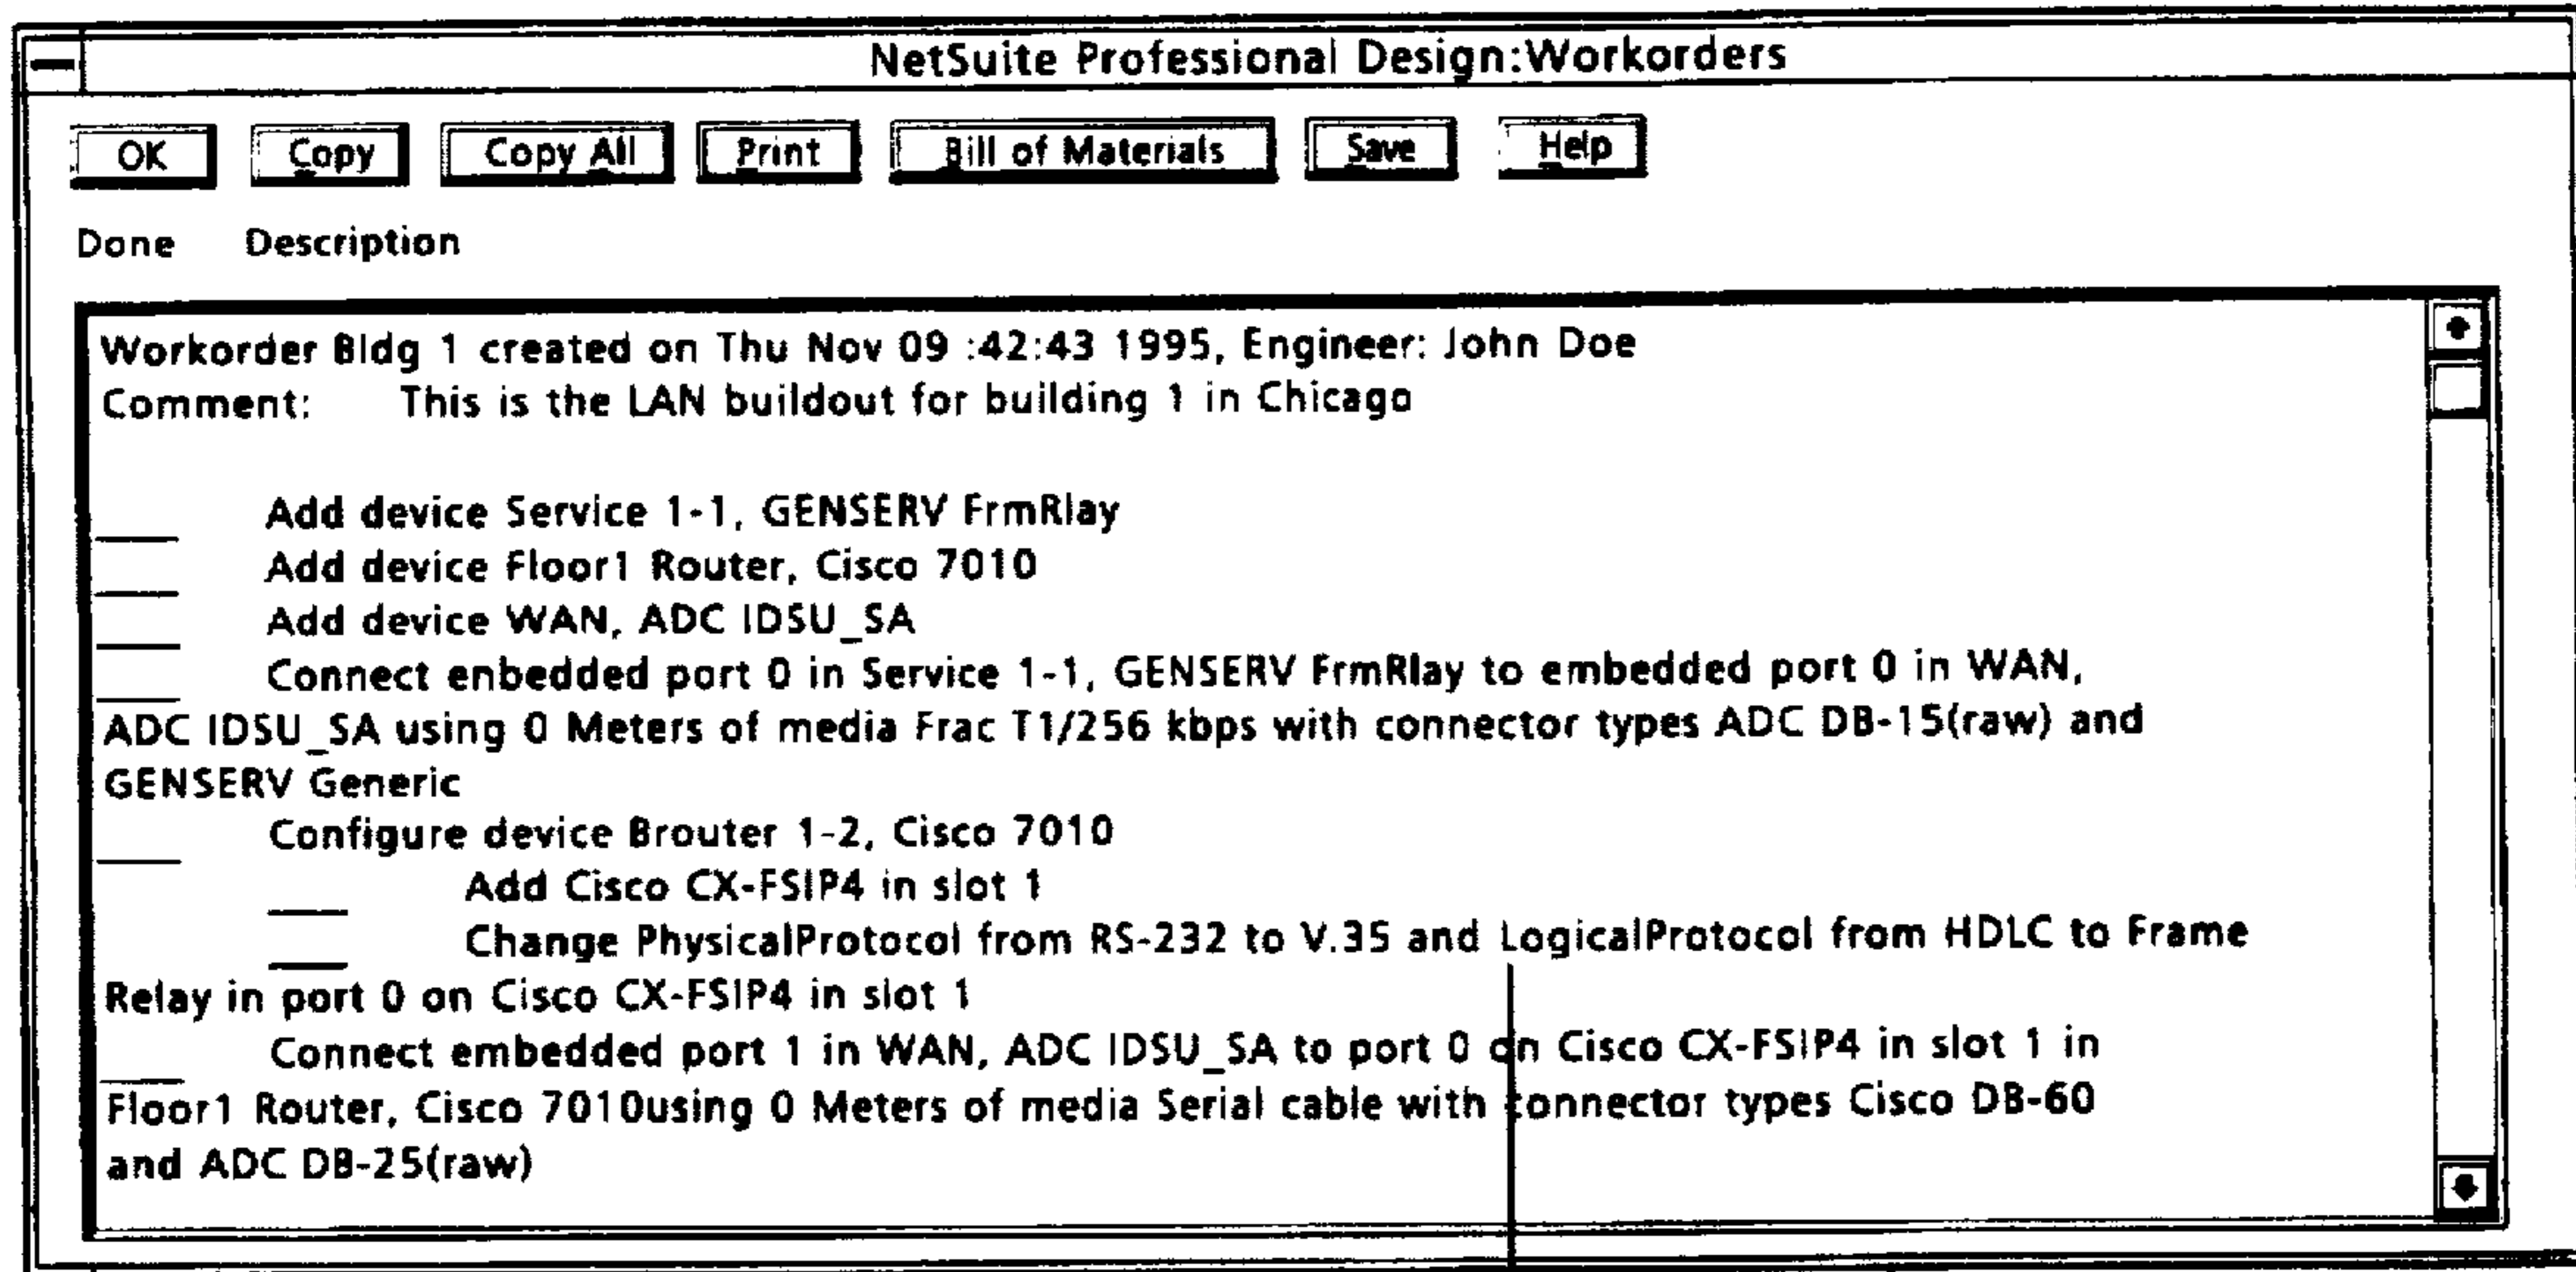 NetSuite Professional Design:Workorders
OK Copy Copy All Print Bill of Materials Save Help
Done Description
Workorder Bldg 1 created on Thu Nov 09 :42:43 1995, Engineer: John Doe
Comment: This is the LAN buildout for building 1 in Chicago
___ Add device Service 1-1, GENSERV FrmRlay
___ Add device Floor1 Router, Cisco 7010
___ Add device WAN, ADC IDSU_SA
___ Connect enbedded port 0 in Service 1-1, GENSERV FrmRlay to embedded port 0 in WAN,
ADC IDSU_SA using 0 Meters of media Frac T1/256 kbps with connector types ADC DB-15(raw) and
GENSERV Generic
___ Configure device Brouter 1-2, Cisco 7010
___ Add Cisco CX-FSIP4 in slot 1
___ Change PhysicalProtocol from RS-232 to V.35 and LogicalProtocol from HDLC to Frame
Relay in port 0 on Cisco CX-FSIP4 in slot 1
___ Connect embedded port 1 in WAN, ADC IDSU_SA to port 0 on Cisco CX-FSIP4 in slot 1 in
Floor1 Router, Cisco 7010using 0 Meters of media Serial cable with connector types Cisco DB-60
and ADC DB-25(raw)